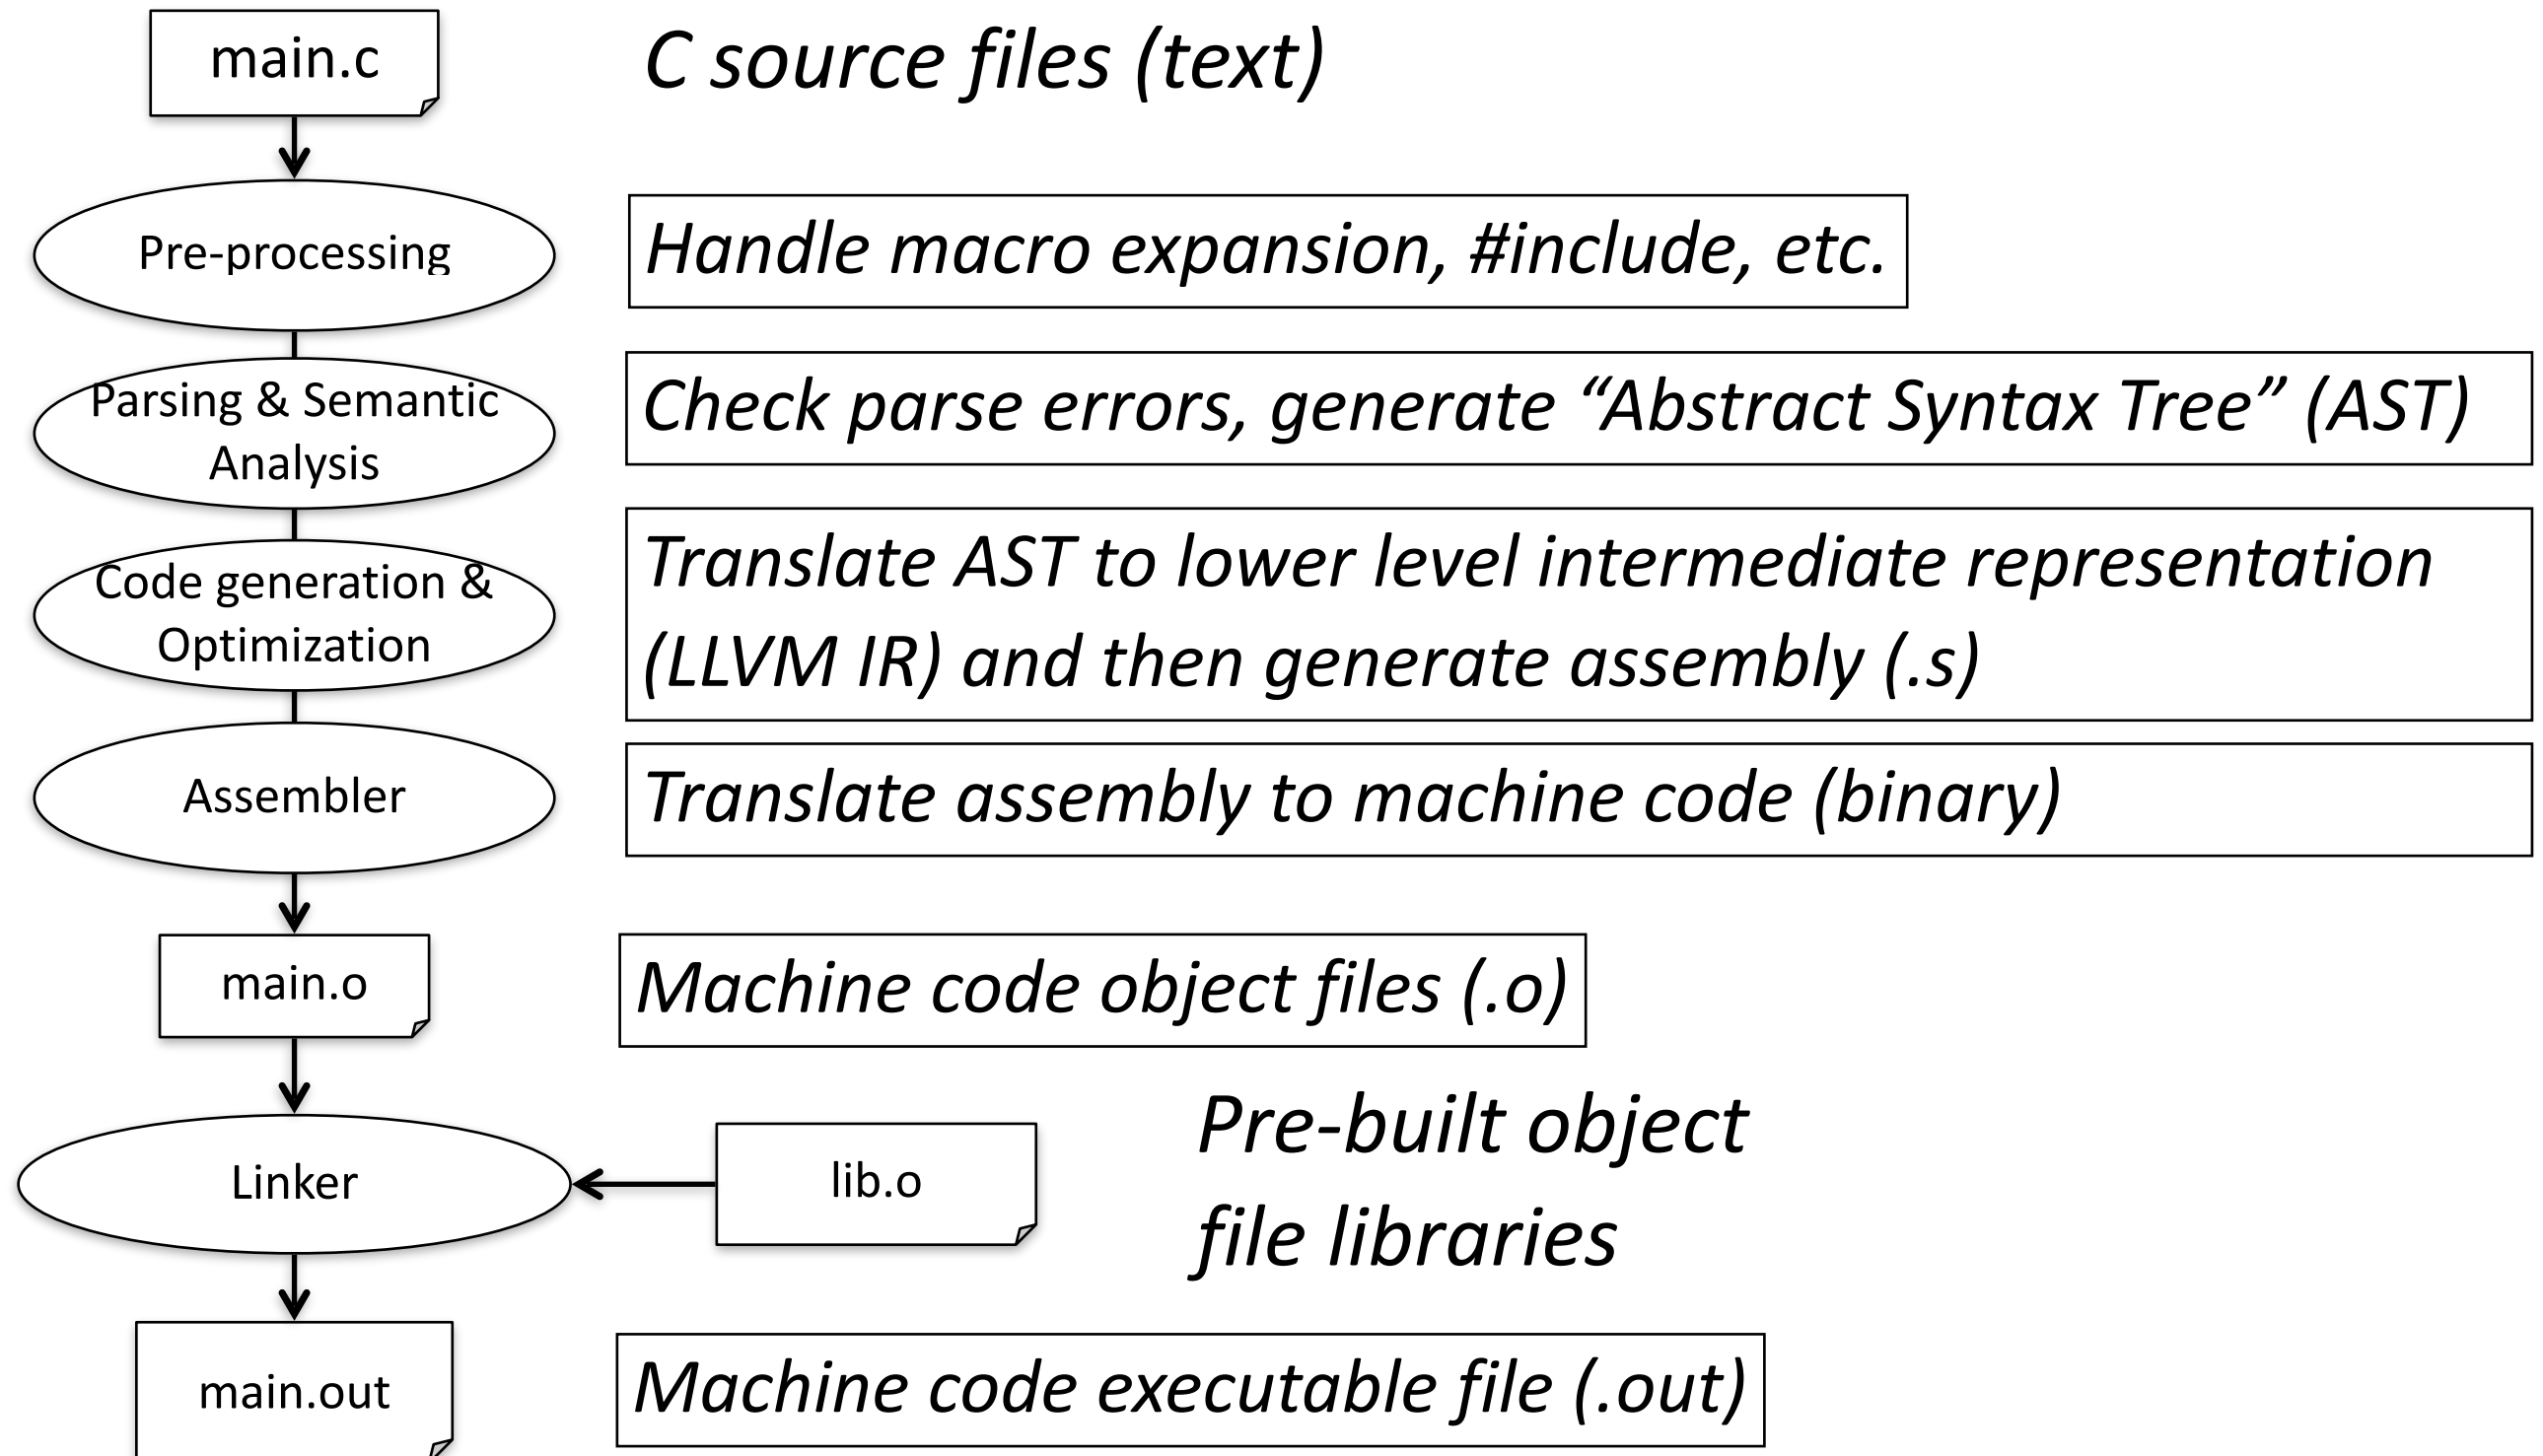 main.c
C source files (text)
Pre-processing
Handle macro expansion, #include, etc.
Parsing & Semantic
Analysis
Check parse errors, generate “Abstract Syntax Tree” (AST)
Code generation &
Optimization
Translate AST to lower level intermediate representation
(LLVM IR) and then generate assembly (.s)
Assembler
Translate assembly to machine code (binary)
main.o
Machine code object files (.o)
Linker
lib.o
Pre-built object
file libraries
main.out
Machine code executable file (.out)